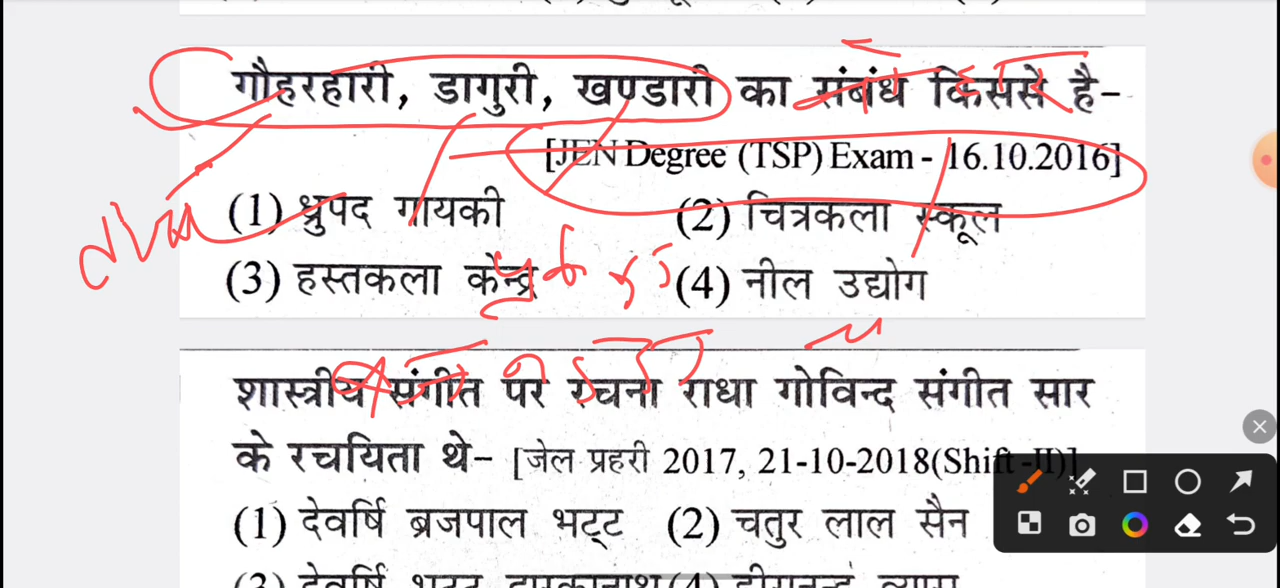 गौहरहारी, डागुरी, खण्डारी का संबंध किससे है-
[JEN Degree (TSP) Exam - 16.10.2016]
(1) ध्रुपद गायकी (2) चित्रकला स्कूल
(3) हस्तकला केन्द्र (4) नील उद्योग
शास्त्रीय संगीत पर रचना राधा गोविन्द संगीत सार
के रचयिता थे- [जेल प्रहरी 2017, 21-10-2018(Shift -II)]
(1) देवर्षि ब्रजपाल भट्ट (2) चतुर लाल सैन